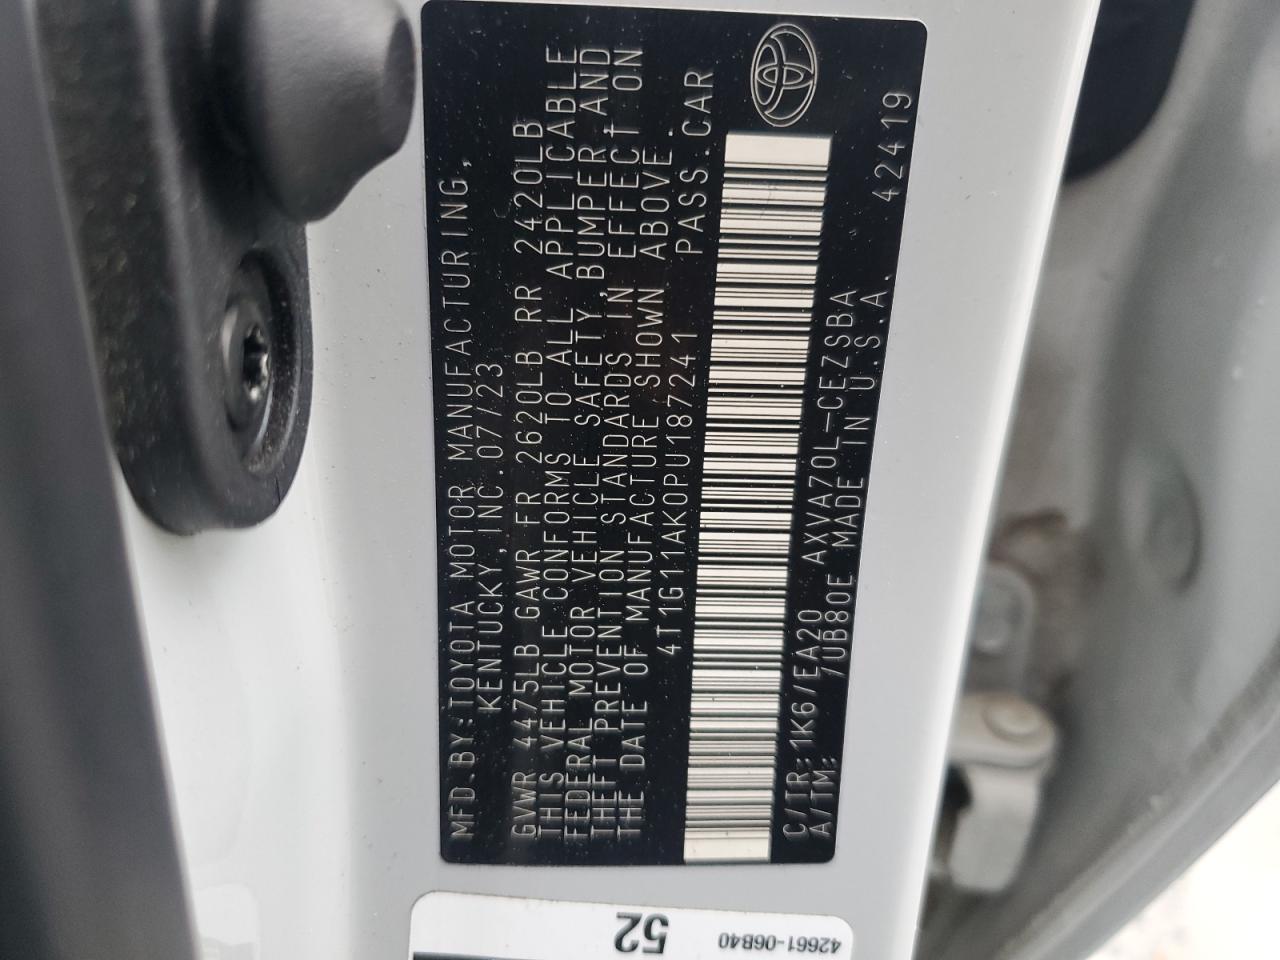 MFD.BY:TOYOTA MOTOR MANUFACTURING,
KENTUCKY, INC.07/23
GVWR 4475LB GAWR FR 2620LB RR 2420LB
THIS VEHICLE CONFORMS TO ALL APPLICABLE
FEDERAL MOTOR VEHICLE SAFETY, BUMPER, AND
THEFT PREVENTION STANDARDS IN EFFECT ON
THE DATE OF MANUFACTURE SHOWN ABOVE.
4T1G11AK0PU187241 PASS.CAR
C/TR:1K6/EA20 AXVA70L-CEZSBA
A/TM: /UB80E MADE IN U.S.A. 42419
52
42661-06B40